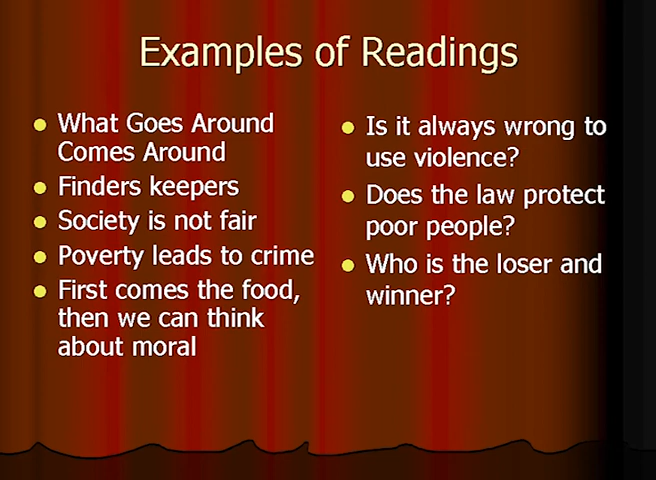 Examples of Readings
What Goes Around
Comes Around
Finders keepers
Society is not fair
Poverty leads to crime
First comes the food,
then we can think
about moral
Is it always wrong to
use violence?
Does the law protect
poor people?
Who is the loser and
winner?